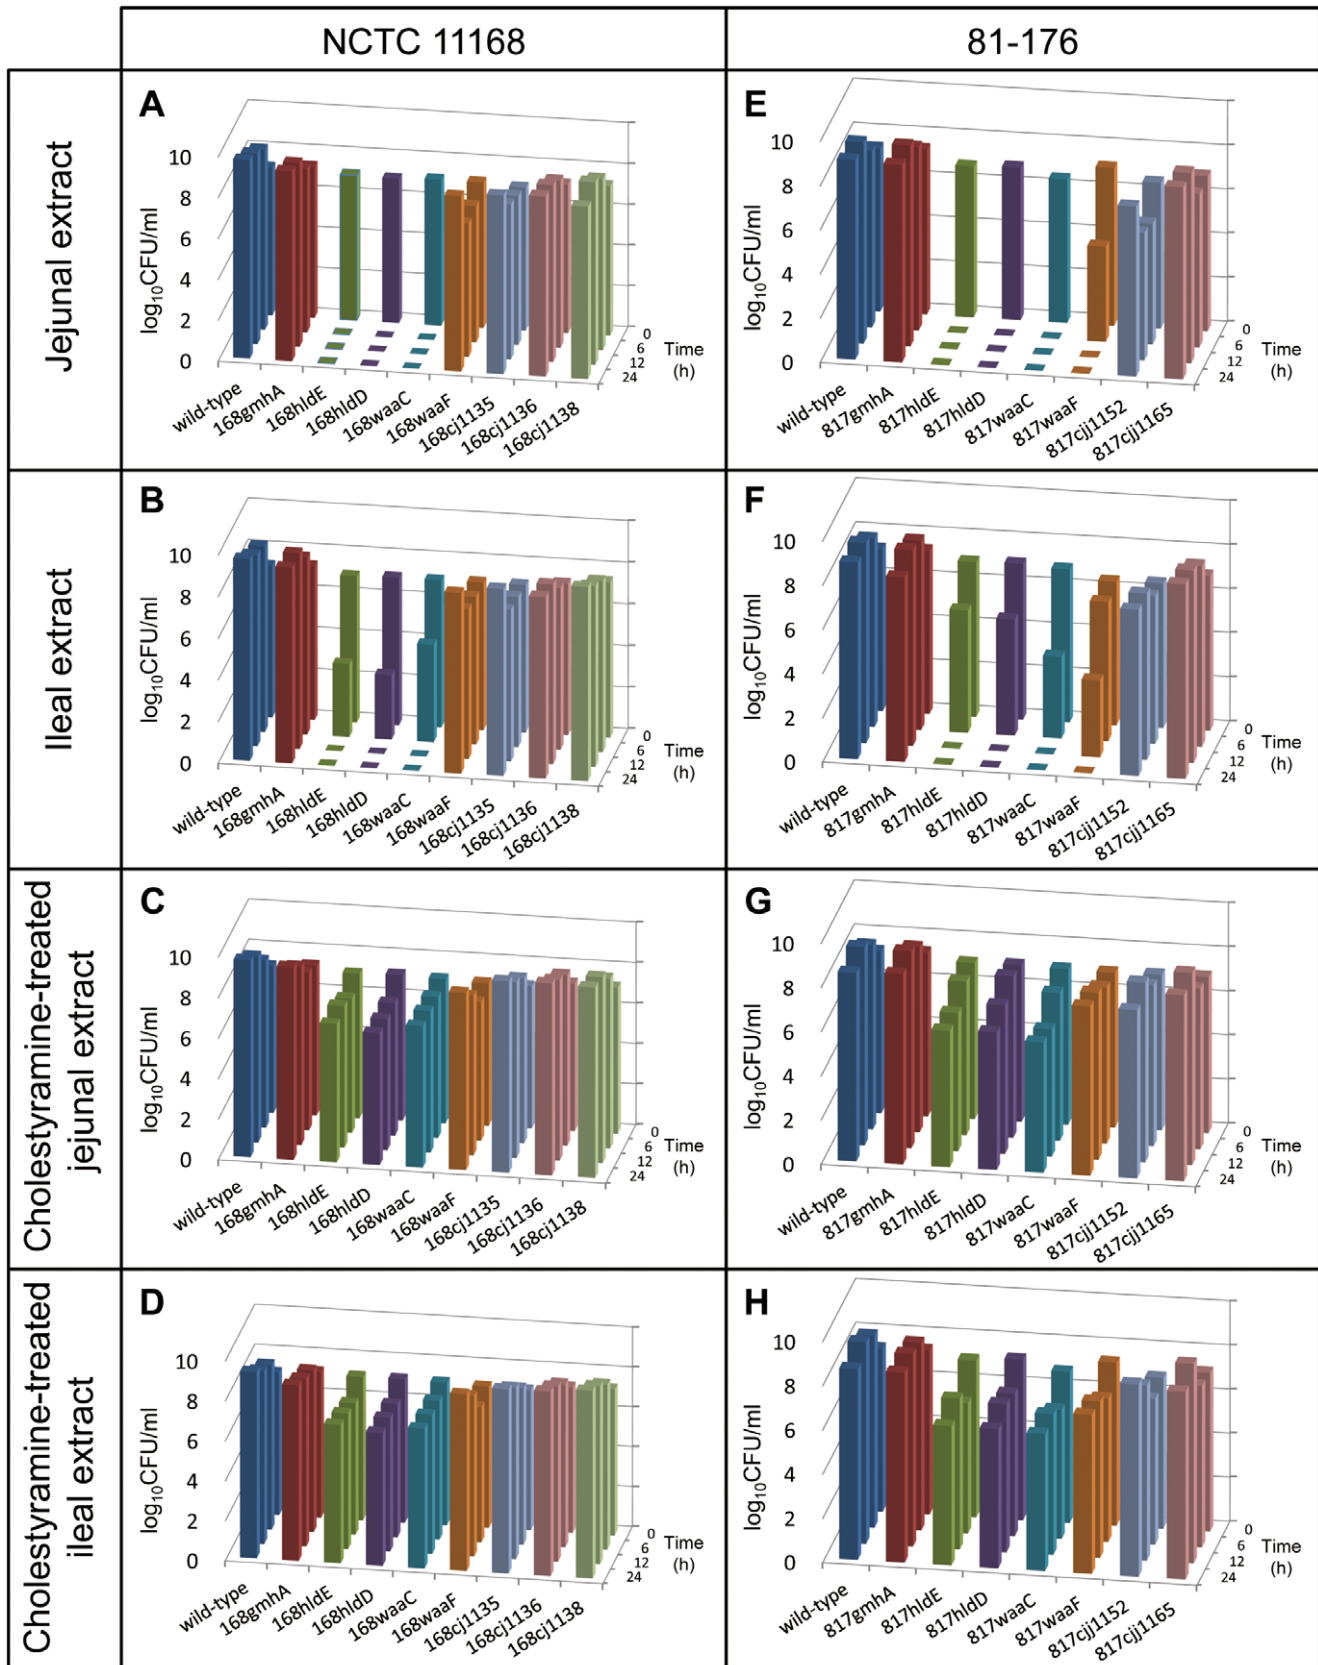 NCTC 11168
81-176
Jejunal extract
A
log10CFU/ml
10
8
6
4
2
0
wild-type
168gmhA
168hldE
168hldD
168waaC
168waaF
168cj1135
168cj1136
168cj1138
0
6
12
24
Time
(h)
E
log10CFU/ml
10
8
6
4
2
0
wild-type
817gmhA
817hldE
817hldD
817waaC
817waaF
817cjj1152
817cjj1165
0
6
12
24
Time
(h)
Ileal extract
B
log10CFU/ml
10
8
6
4
2
0
wild-type
168gmhA
168hldE
168hldD
168waaC
168waaF
168cj1135
168cj1136
168cj1138
0
6
12
24
Time
(h)
F
log10CFU/ml
10
8
6
4
2
0
wild-type
817gmhA
817hldE
817hldD
817waaC
817waaF
817cjj1152
817cjj1165
0
6
12
24
Time
(h)
Cholestyramine-treated
jejunal extract
C
log10CFU/ml
10
8
6
4
2
0
wild-type
168gmhA
168hldE
168hldD
168waaC
168waaF
168cj1135
168cj1136
168cj1138
0
6
12
24
Time
(h)
G
log10CFU/ml
10
8
6
4
2
0
wild-type
817gmhA
817hldE
817hldD
817waaC
817waaF
817cjj1152
817cjj1165
0
6
12
24
Time
(h)
Cholestyramine-treated
ileal extract
D
log10CFU/ml
10
8
6
4
2
0
wild-type
168gmhA
168hldE
168hldD
168waaC
168waaF
168cj1135
168cj1136
168cj1138
0
6
12
24
Time
(h)
H
log10CFU/ml
10
8
6
4
2
0
wild-type
817gmhA
817hldE
817hldD
817waaC
817waaF
817cjj1152
817cjj1165
0
6
12
24
Time
(h)